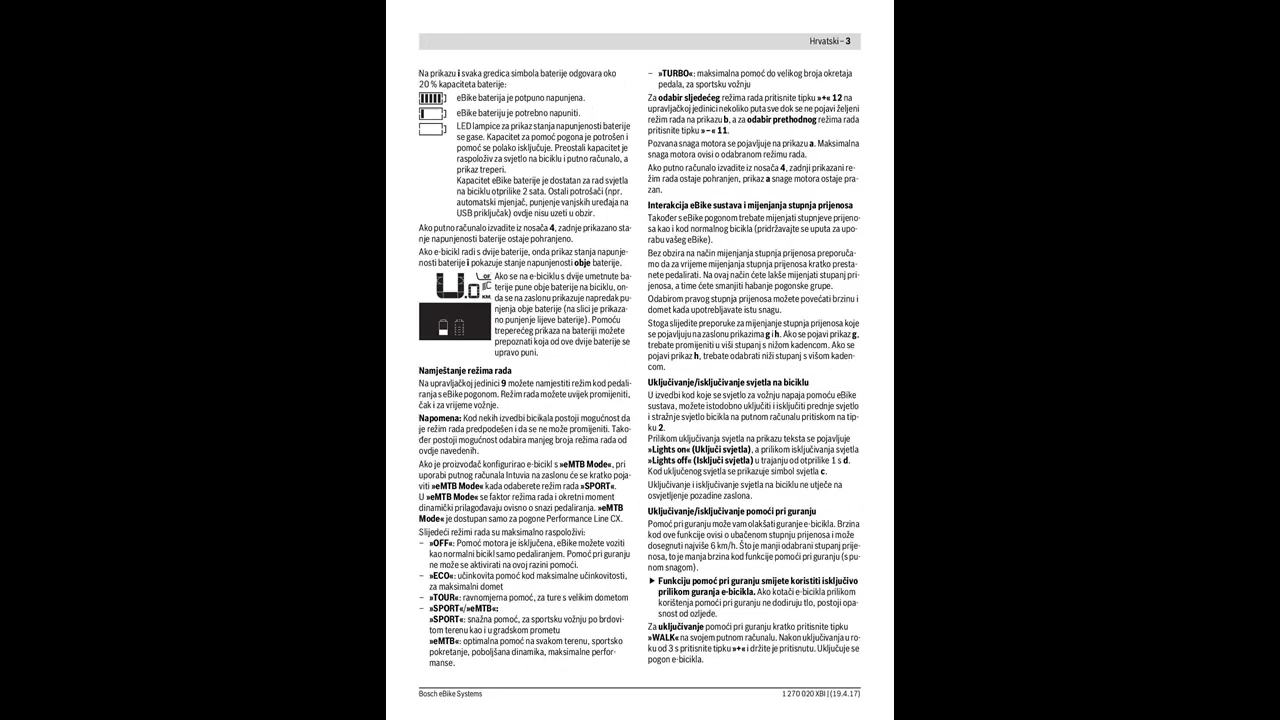 Hrvatski – 3
Na prikazu i svaka gredica simbola baterije odgovara oko
20 % kapaciteta baterije:
eBike baterija je potpuno napunjena.
eBike bateriju je potrebno napuniti.
LED lampice za prikaz stanja napunjenosti baterije
se gase. Kapacitet za pomoć pogona je potrošen i
pomoć se polako isključuje. Preostali kapacitet je
raspoloživ za svjetlo na biciklu i putno računalo, a
prikaz treperi.
Kapacitet eBike baterije je dostatan za rad svjetla
na biciklu otprilike 2 sata. Ostali potrošači (npr.
automatski mjenjač, punjenje vanjskih uređaja na
USB priključak) ovdje nisu uzeti u obzir.
Ako putno računalo izvadite iz nosača 4, zadnje prikazano sta-
nje napunjenosti baterije ostaje pohranjeno.
Ako e-bicikl radi s dvije baterije, onda prikaz stanja napunje-
nosti baterije i pokazuje stanje napunjenosti obje baterije.
Ako se na e-biciklu s dvije umetnute ba-
terije pune obje baterije na biciklu, on-
da se na zaslonu prikazuje napredak pu-
njenja obje baterije (na slici je prikaza-
no punjenje lijeve baterije). Pomoću
treperećeg prikaza na bateriji možete
prepoznati koja od ove dvije baterije se
upravo puni.
Namještanje režima rada
Na upravljačkoj jedinici 9 možete namjestiti režim kod pedali-
ranja s eBike pogonom. Režim rada možete uvijek promijeniti,
čak i za vrijeme vožnje.
Napomena: Kod nekih izvedbi bicikala postoji mogućnost da
je režim rada predpodešen i da se ne može promijeniti. Tako-
đer postoji mogućnost odabira manjeg broja režima rada od
ovdje navedenih.
Ako je proizvođač konfigurirao e-bicikl s »eMTB Mode«, pri
uporabi putnog računala Intuvia na zaslonu će se kratko poja-
viti »eMTB Mode« kada odaberete režim rada »SPORT«.
U »eMTB Mode« se faktor režima rada i okretni moment
dinamički prilagođavaju ovisno o snazi pedaliranja. »eMTB
Mode« je dostupan samo za pogone Performance Line CX.
Slijedeći režimi rada su maksimalno raspoloživi:
– »OFF«: Pomoć motora je isključena, eBike možete voziti
kao normalni bicikl samo pedaliranjem. Pomoć pri guranju
ne može se aktivirati na ovoj razini pomoći.
– »ECO«: učinkovita pomoć kod maksimalne učinkovitosti,
za maksimalni domet
– »TOUR«: ravnomjerna pomoć, za ture s velikim dometom
– »SPORT«/»eMTB«:
»SPORT«: snažna pomoć, za sportsku vožnju po brdovi-
tom terenu kao i u gradskom prometu
»eMTB«: optimalna pomoć na svakom terenu, sportsko
pokretanje, poboljšana dinamika, maksimalne perfor-
manse.
– »TURBO«: maksimalna pomoć do velikog broja okretaja
pedala, za sportsku vožnju
Za odabir sljedećeg režima rada pritisnite tipku »+« 12 na
upravljačkoj jedinici nekoliko puta sve dok se ne pojavi željeni
režim rada na prikazu b, a za odabir prethodnog režima rada
pritisnite tipku »–« 11.
Pozvana snaga motora se pojavljuje na prikazu a. Maksimalna
snaga motora ovisi o odabranom režimu rada.
Ako putno računalo izvadite iz nosača 4, zadnji prikazani re-
žim rada ostaje pohranjen, prikaz a snage motora ostaje pra-
zan.
Interakcija eBike sustava i mijenjanja stupnja prijenosa
Također s eBike pogonom trebate mijenjati stupnjeve prijeno-
sa kao i kod normalnog bicikla (pridržavajte se uputa za upo-
rabu vašeg eBike).
Bez obzira na način mijenjanja stupnja prijenosa preporuča-
mo da za vrijeme mijenjanja stupnja prijenosa kratko presta-
nete pedalirati. Na ovaj način ćete lakše mijenjati stupanj pri-
jenosa, a time ćete smanjiti habanje pogonske grupe.
Odabirom pravog stupnja prijenosa možete povećati brzinu i
domet kada upotrebljavate istu snagu.
Stoga slijedite preporuke za mijenjanje stupnja prijenosa koje
se pojavljuju na zaslonu prikazima g i h. Ako se pojavi prikaz g,
trebate promijeniti u viši stupanj s nižom kadencom. Ako se
pojavi prikaz h, trebate odabrati niži stupanj s višom kaden-
com.
Uključivanje/isključivanje svjetla na biciklu
U izvedbi kod koje se svjetlo za vožnju napaja pomoću eBike
sustava, možete istodobno uključiti i isključiti prednje svjetlo
i stražnje svjetlo bicikla na putnom računalu pritiskom na tip-
ku 2.
Prilikom uključivanja svjetla na prikazu teksta se pojavljuje
»Lights on« (Uključi svjetla), a prilikom isključivanja svjetla
»Lights off« (Isključi svjetla) u trajanju od otprilike 1 s d.
Kod uključenog svjetla se prikazuje simbol svjetla c.
Uključivanje i isključivanje svjetla na biciklu ne utječe na
osvjetljenje pozadine zaslona.
Uključivanje/isključivanje pomoći pri guranju
Pomoć pri guranju može vam olakšati guranje e-bicikla. Brzina
kod ove funkcije ovisi o ubačenom stupnju prijenosa i može
dosegnuti najviše 6 km/h. Što je manji odabrani stupanj prije-
nosa, to je manja brzina kod funkcije pomoći pri guranju (s pu-
nom snagom).
► Funkciju pomoć pri guranju smijete koristiti isključivo
prilikom guranja e-bicikla. Ako kotači e-bicikla prilikom
korištenja pomoći pri guranju ne dodiruju tlo, postoji opa-
snost od ozljede.
Za uključivanje pomoći pri guranju kratko pritisnite tipku
»WALK« na svojem putnom računalu. Nakon uključivanja u ro-
ku od 3 s pritisnite tipku »+« i držite je pritisnutu. Uključuje se
pogon e-bicikla.
Bosch eBike Systems
1 270 020 XBI | (19.4.17)